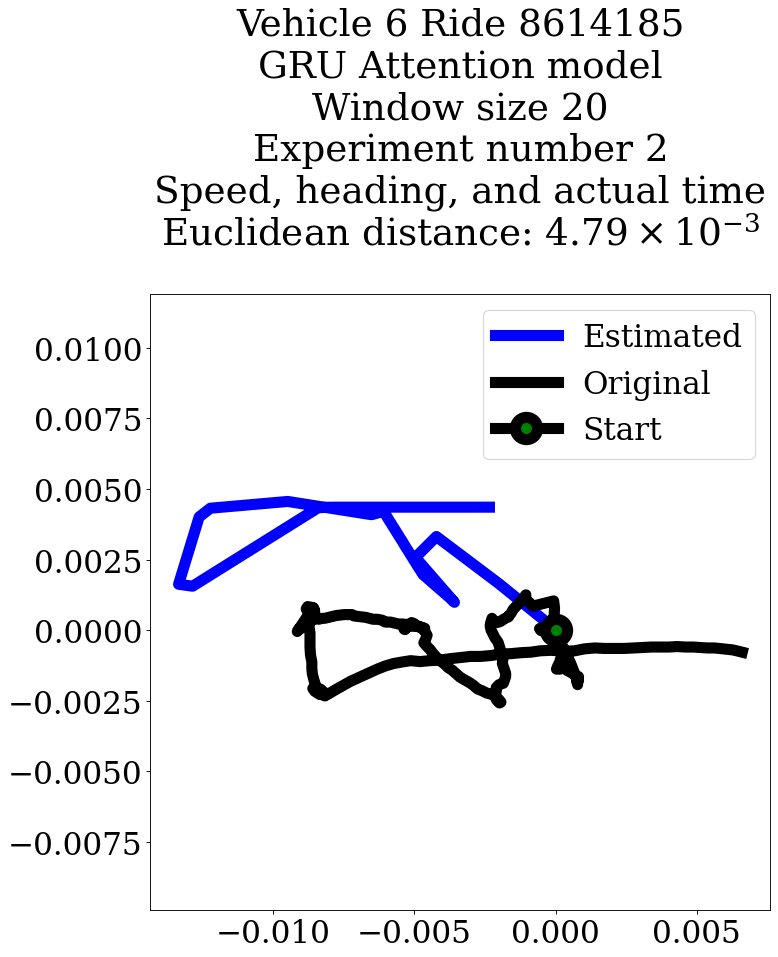 Vehicle 6 Ride 8614185
GRU Attention model
Window size 20
Experiment number 2
Speed, heading, and actual time
Euclidean distance: 4.79 × 10⁻³
Estimated
Original
Start
0.0100
0.0075
0.0050
0.0025
0.0000
−0.0025
−0.0050
−0.0075
−0.010 −0.005 0.000 0.005